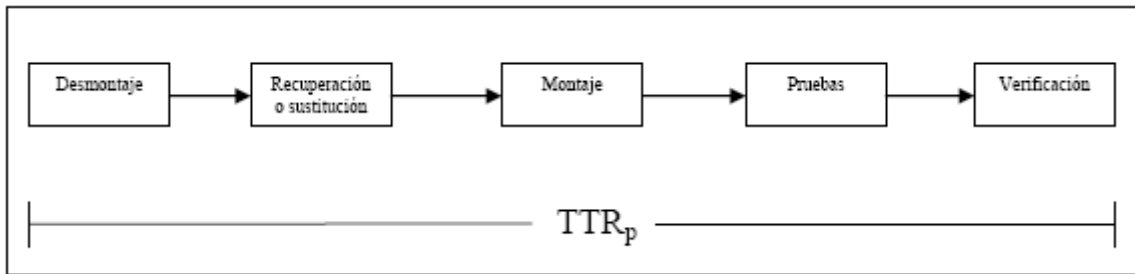 Desmontaje
Recuperación
o sustitución
Montaje
Pruebas
Verificación
TTRp